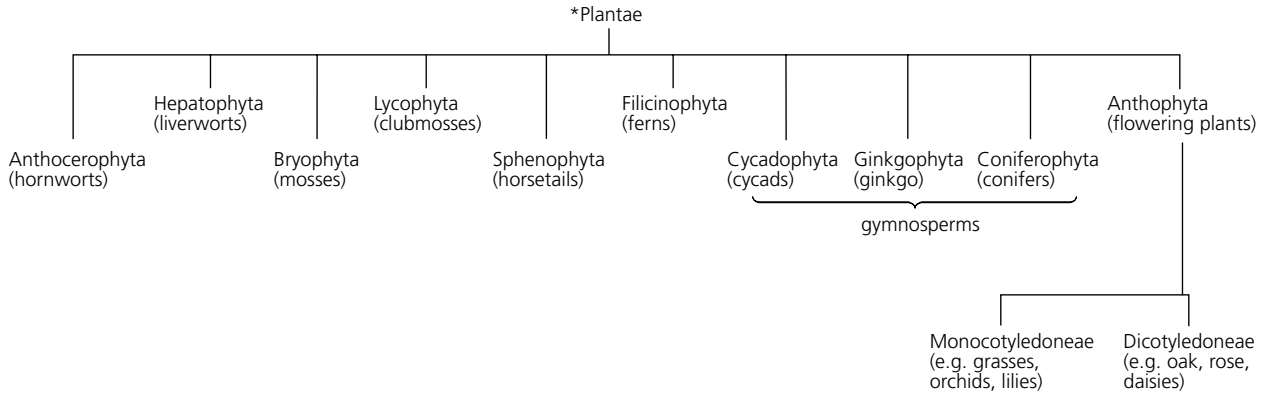 *Plantae
Hepatophyta
(liverworts)
Lycophyta
(clubmosses)
Filicinophyta
(ferns)
Anthophyta
(flowering plants)
Anthocerophyta
(hornworts)
Bryophyta
(mosses)
Sphenophyta
(horsetails)
Cycadophyta
(cycads)
Ginkgophyta
(ginkgo)
Coniferophyta
(conifers)
gymnosperms
Monocotyledoneae
(e.g. grasses,
orchids, lilies)
Dicotyledoneae
(e.g. oak, rose,
daisies)